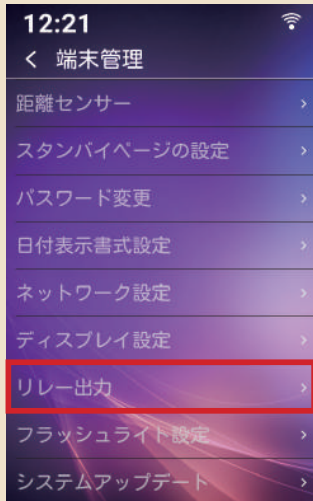 12:21
く 端末管理
距離センサー
スタンバイページの設定
パスワード変更
日付表示書式設定
ネットワーク設定
ディスプレイ設定
リレー出力
フラッシュライト設定
システムアップデート